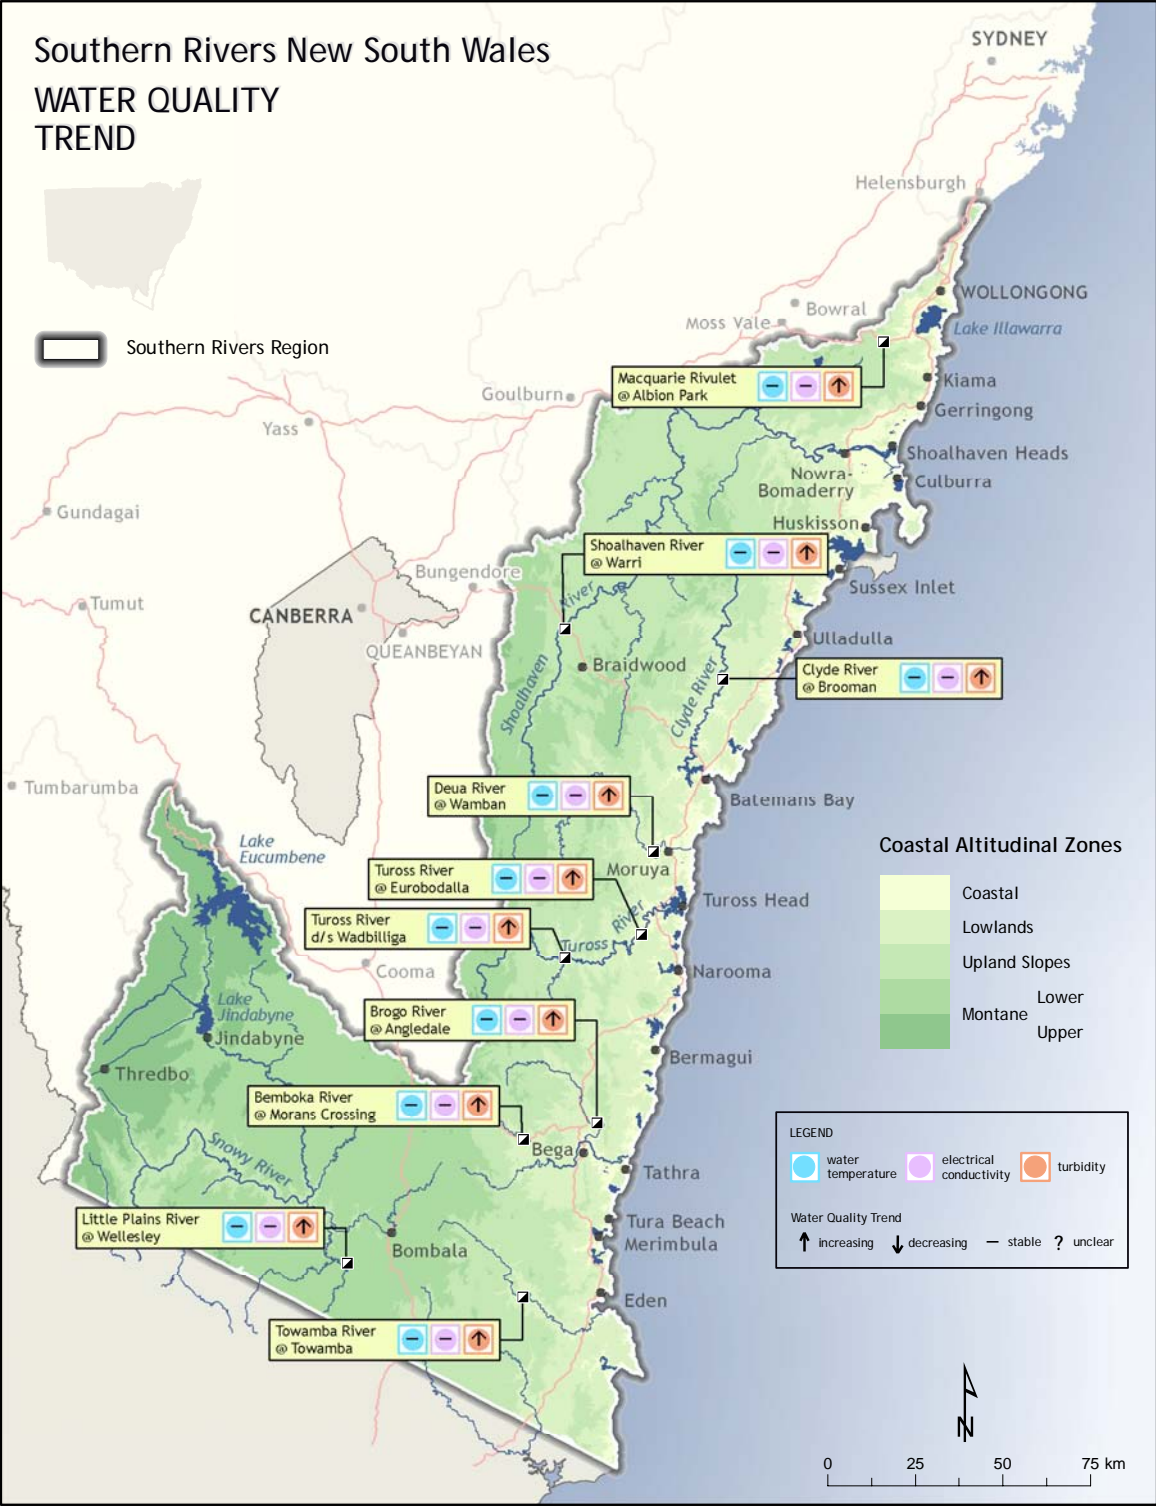 Southern Rivers New South Wales
WATER QUALITY
TREND
SYDNEY
Helensburgh
WOLLONGONG
Bowral
Moss Vale
Lake Illawarra
Southern Rivers Region
Macquarie Rivulet
@ Albion Park
Kiama
Goulburn
Gerringong
Yass
Shoalhaven Heads
Nowra-
Bomaderry
Culburra
Gundagai
Huskisson
Shoalhaven River
@ Warri
Bungendore
Sussex Inlet
River
Tumut
CANBERRA
Ulladulla
QUEANBEYAN
Braidwood
Shoalhaven
Clyde River
Clyde River
@ Brooman
Tumbarumba
Deua River
@ Wamban
Batemans Bay
Lake
Eucumbene
Coastal Altitudinal Zones
Tuross River
@ Eurobodalla
Moruya
Coastal
Tuross Head
Tuross River
d/s Wadbilliga
River
Lowlands
Tuross
Upland Slopes
Cooma
Narooma
Lake
Jindabyne
Lower
Montane
Upper
Brogo River
@ Angledale
Jindabyne
Bermagui
Thredbo
Bemboka River
@ Morans Crossing
LEGEND
Bega
Snowy River
water
temperature
electrical
conductivity
turbidity
Tathra
Little Plains River
@ Wellesley
Water Quality Trend
Tura Beach
Merimbula
increasing
decreasing
stable
? unclear
Bombala
Eden
Towamba River
@ Towamba
N
0 25 50 75 km